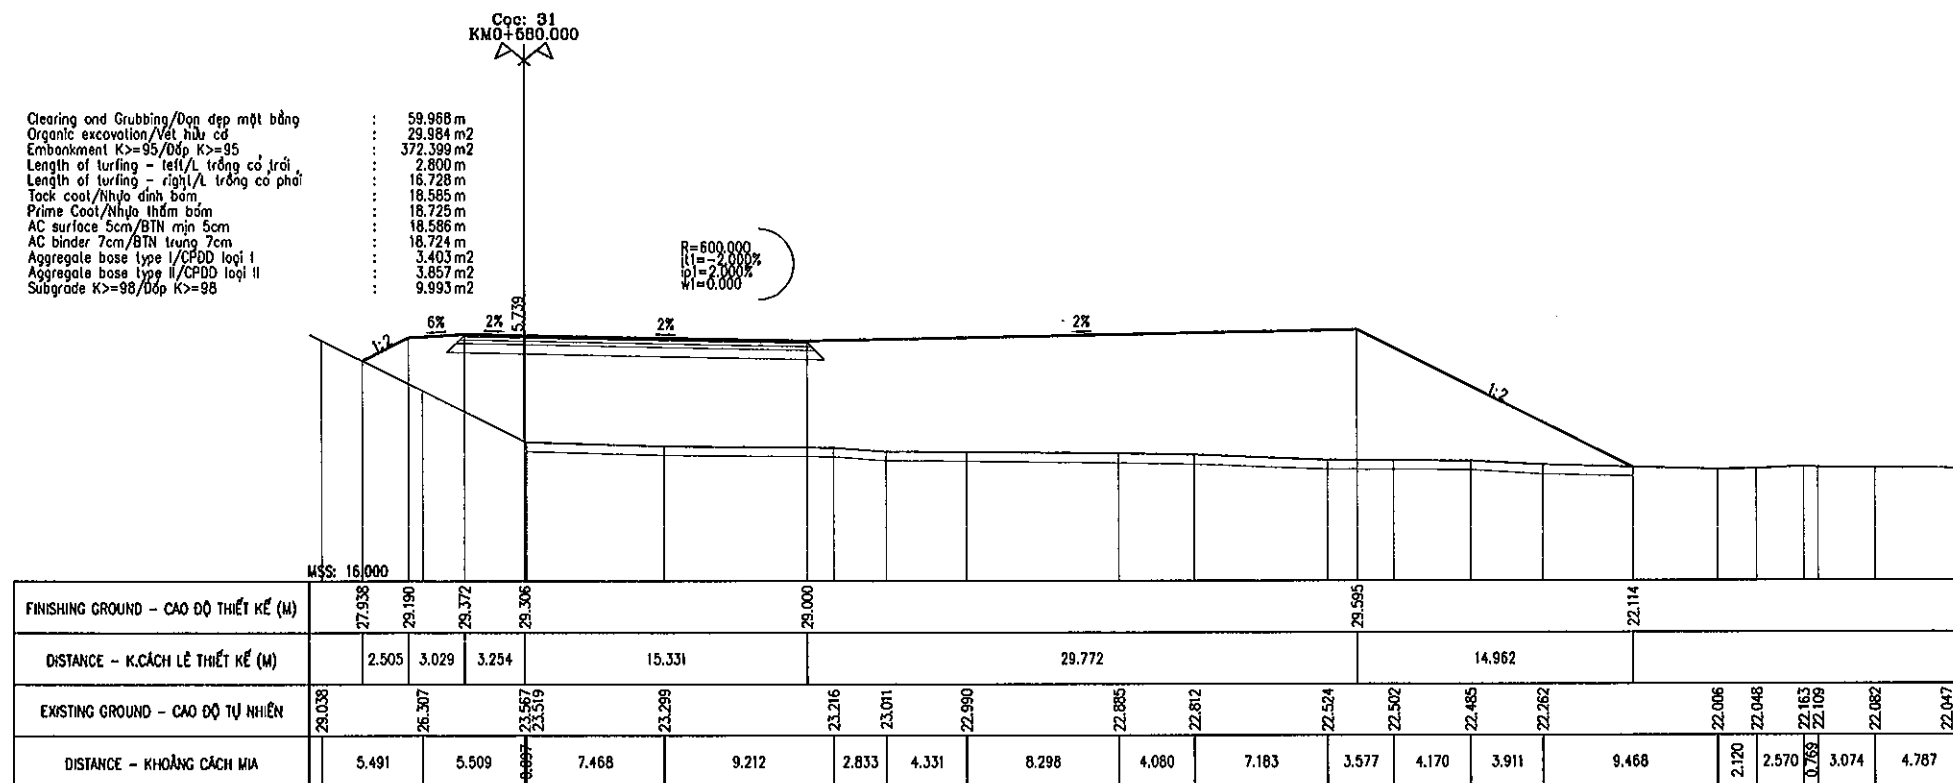 Cọc: 31
KM0+680.000
Clearing and Grubbing/Dọn dẹp mặt bằng : 59.968 m
Organic excavation/Vét hữu cơ : 29.984 m2
Embankment K>=95/Đắp K>=95 : 372.399 m2
Length of turfing - left/L trồng cỏ trái : 2.800 m
Length of turfing - right/L trồng cỏ phải : 16.728 m
Tack coat/Nhựa dính bám : 18.585 m
Prime Coat/Nhựa thấm bám : 18.725 m
AC surface 5cm/BTN mịn 5cm : 18.586 m
AC binder 7cm/BTN trung 7cm : 18.724 m
Aggregate base type I/CPDD loại I : 3.403 m2
Aggregate base type II/CPDD loại II : 3.857 m2
Subgrade K>=98/Đắp K>=98 : 9.993 m2
R=600.000
it1=-2.000%
ip1=2.000%
w1=0.000
5.739
1:2 6% 2% 2% 2% 1:2
MSS: 16.000
FINISHING GROUND - CAO ĐỘ THIẾT KẾ (M) 27.938 29.190 29.372 29.306 29.000 29.595 22.114
DISTANCE - K.CÁCH LẺ THIẾT KẾ (M) 2.505 3.029 3.254 15.331 29.772 14.962
EXISTING GROUND - CAO ĐỘ TỰ NHIÊN 29.038 26.307 23.567 23.519 23.299 23.216 23.011 22.990 22.885 22.812 22.524 22.502 22.485 22.262 22.006 22.048 22.163 22.109 22.082 22.047
DISTANCE - KHOẢNG CÁCH MIA 5.491 5.509 0.097 7.468 9.212 2.833 4.331 8.298 4.080 7.183 3.577 4.170 3.911 9.468 2.120 2.570 0.769 3.074 4.787